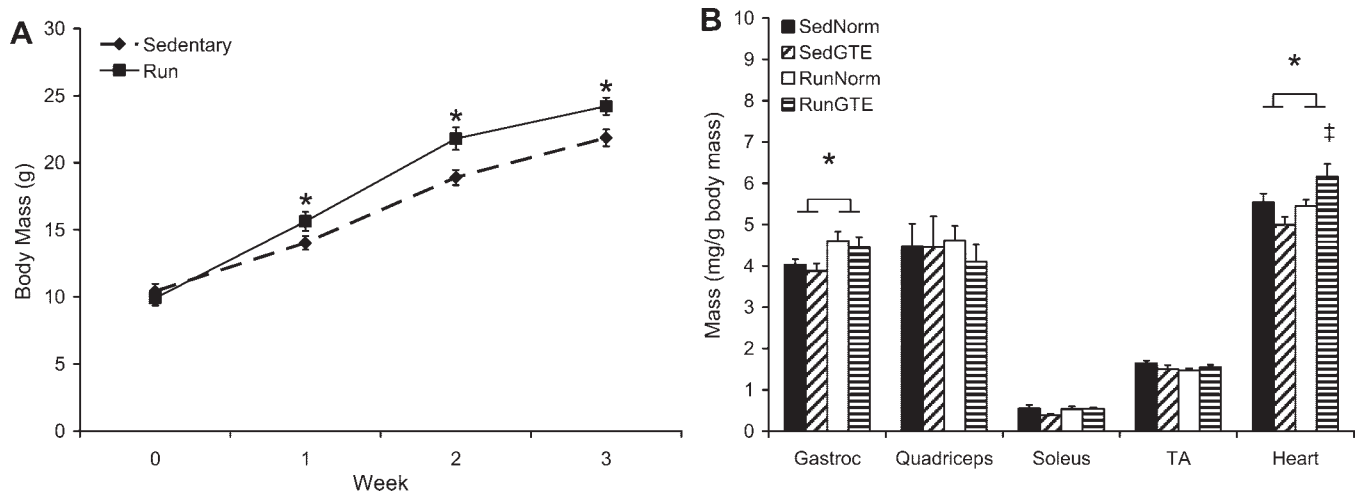 A
Body Mass (g)
30
25
20
15
10
5
0
Sedentary
Run
*
*
*
0 1 2 3
Week
B
Mass (mg/g body mass)
10
9
8
7
6
5
4
3
2
1
0
SedNorm
SedGTE
RunNorm
RunGTE
*
*
‡
Gastroc Quadriceps Soleus TA Heart